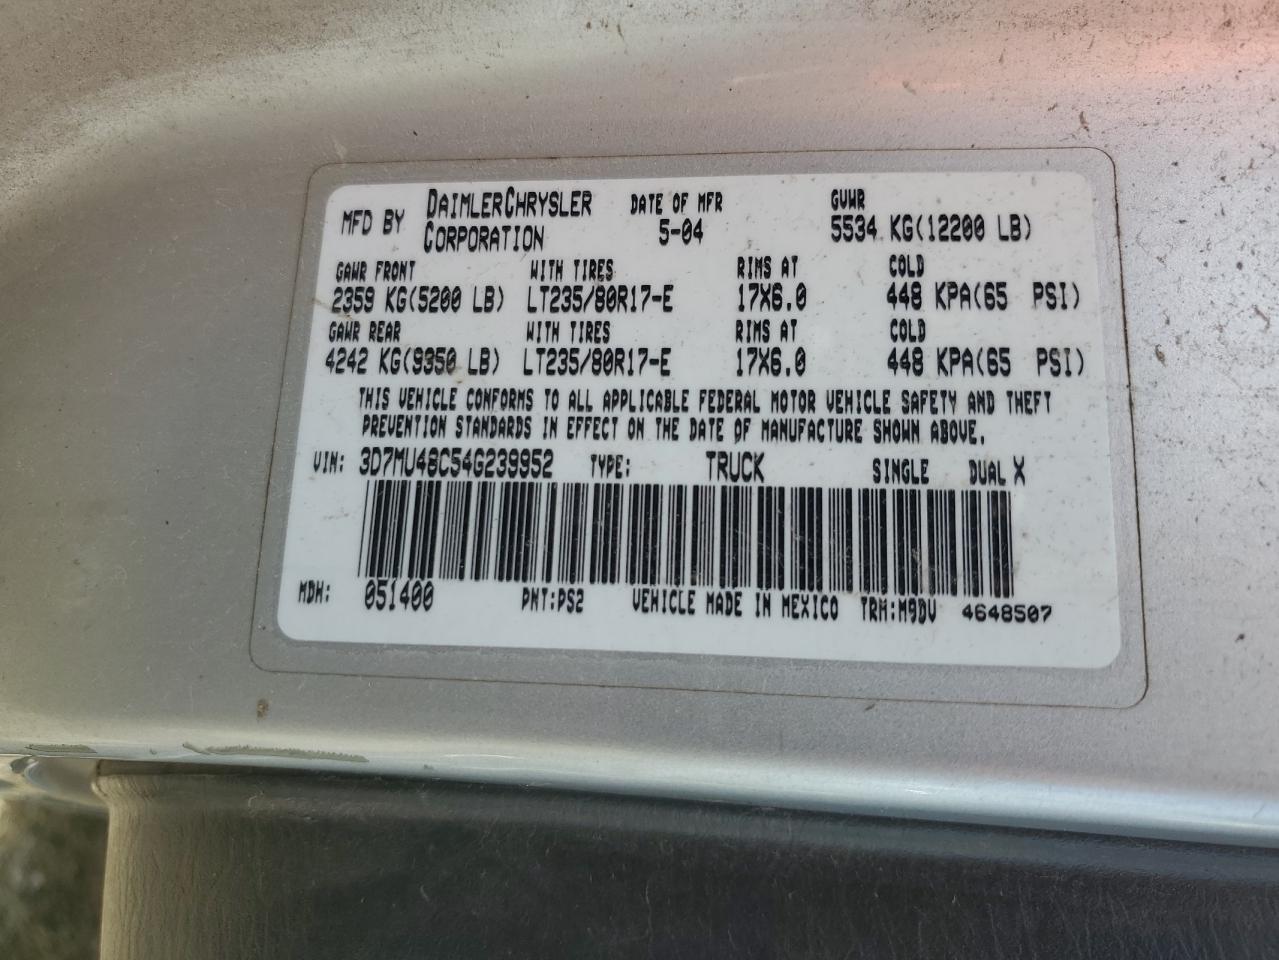 MFD BY DAIMLERCHRYSLER CORPORATION DATE OF MFR 5-04 GVWR 5534 KG(12200 LB)
GAWR FRONT WITH TIRES RIMS AT COLD
2359 KG(5200 LB) LT235/80R17-E 17X6.0 448 KPA(65 PSI)
GAWR REAR WITH TIRES RIMS AT COLD
4242 KG(9350 LB) LT235/80R17-E 17X6.0 448 KPA(65 PSI)
THIS VEHICLE CONFORMS TO ALL APPLICABLE FEDERAL MOTOR VEHICLE SAFETY AND THEFT
PREVENTION STANDARDS IN EFFECT ON THE DATE OF MANUFACTURE SHOWN ABOVE.
VIN: 3D7MU48C54G239952 TYPE: TRUCK SINGLE DUAL X
MDH: 051400 PNT:PS2 VEHICLE MADE IN MEXICO TRM:M9DV 4648507